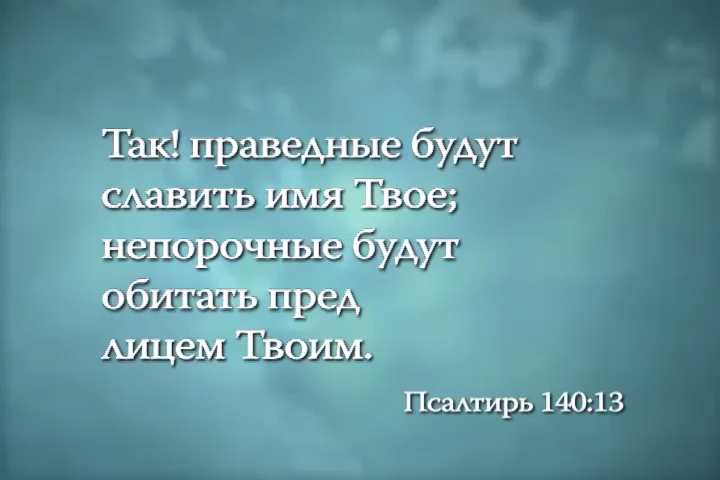 Так! праведные будут
славить имя Твое;
непорочные будут
обитать пред
лицем Твоим.
Псалтирь 140:13